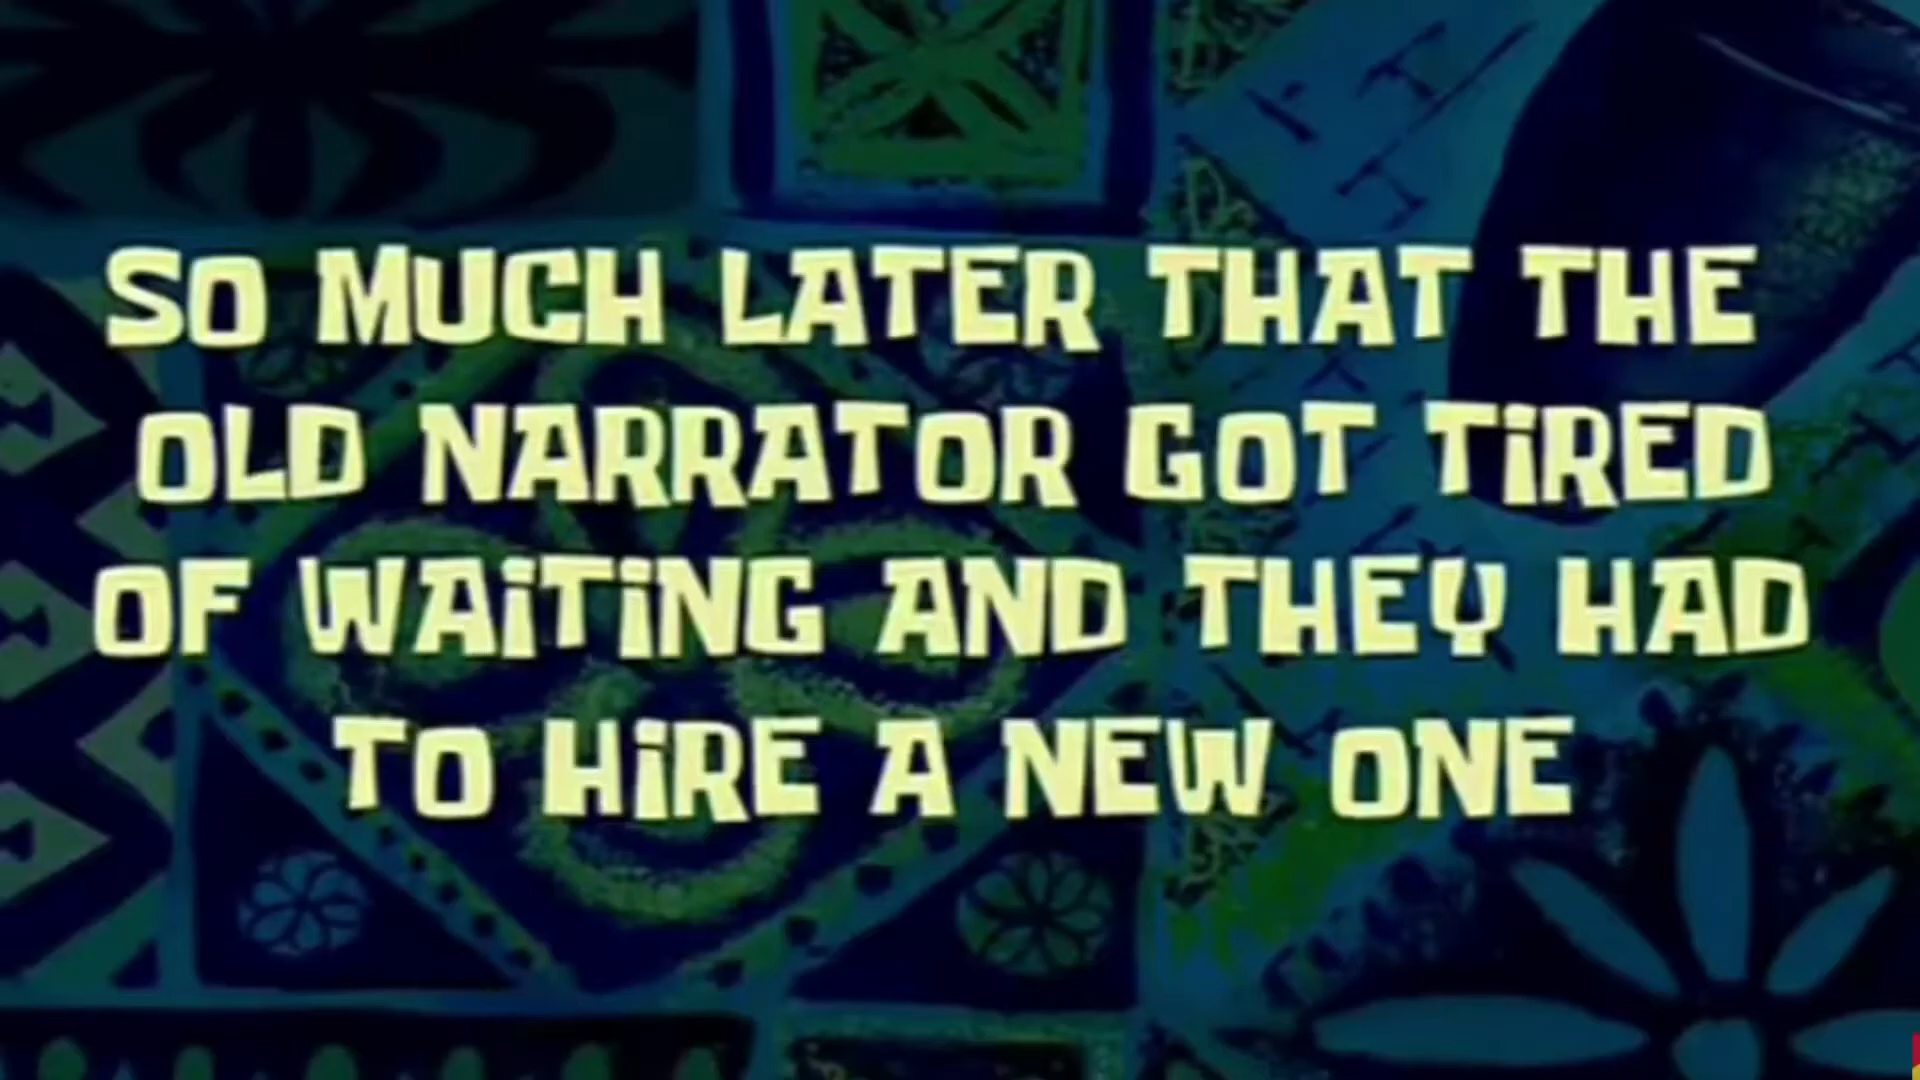 SO MUCH LATER THAT THE
OLD NARRATOR GOT TiRED
OF WAiTiNG AND THEY HAD
TO HiRE A NEW ONE